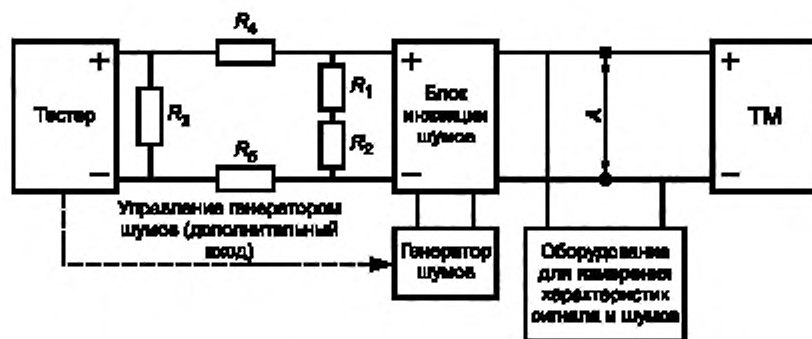 R₄
+
+
+
+
Тестер
R₃
R₁
R₂
Блок
инжекции
шумов
A
ТМ
R₅
−
−
−
−
Управление генератором
шумов (дополнительный
вход)
Генератор
шумов
Оборудование
для измерения
характеристик
сигнала и шумов